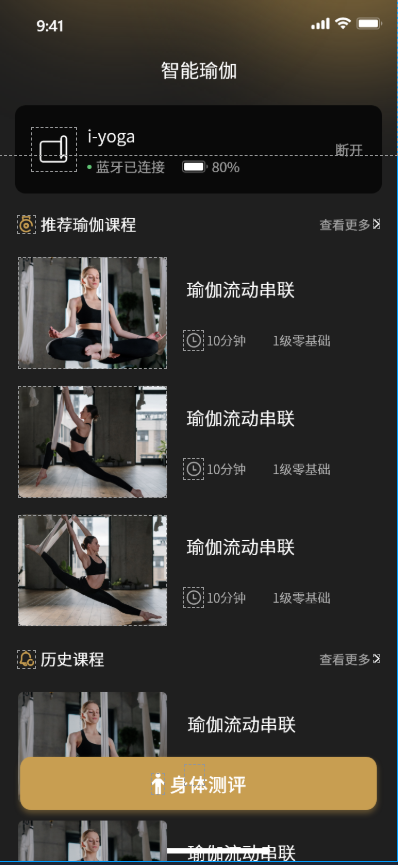 9:41
智能瑜伽
i-yoga
断开
蓝牙已连接 80%
推荐瑜伽课程 查看更多
瑜伽流动串联
10分钟 1级零基础
瑜伽流动串联
10分钟 1级零基础
瑜伽流动串联
10分钟 1级零基础
历史课程 查看更多
瑜伽流动串联
身体测评
瑜伽流动串联